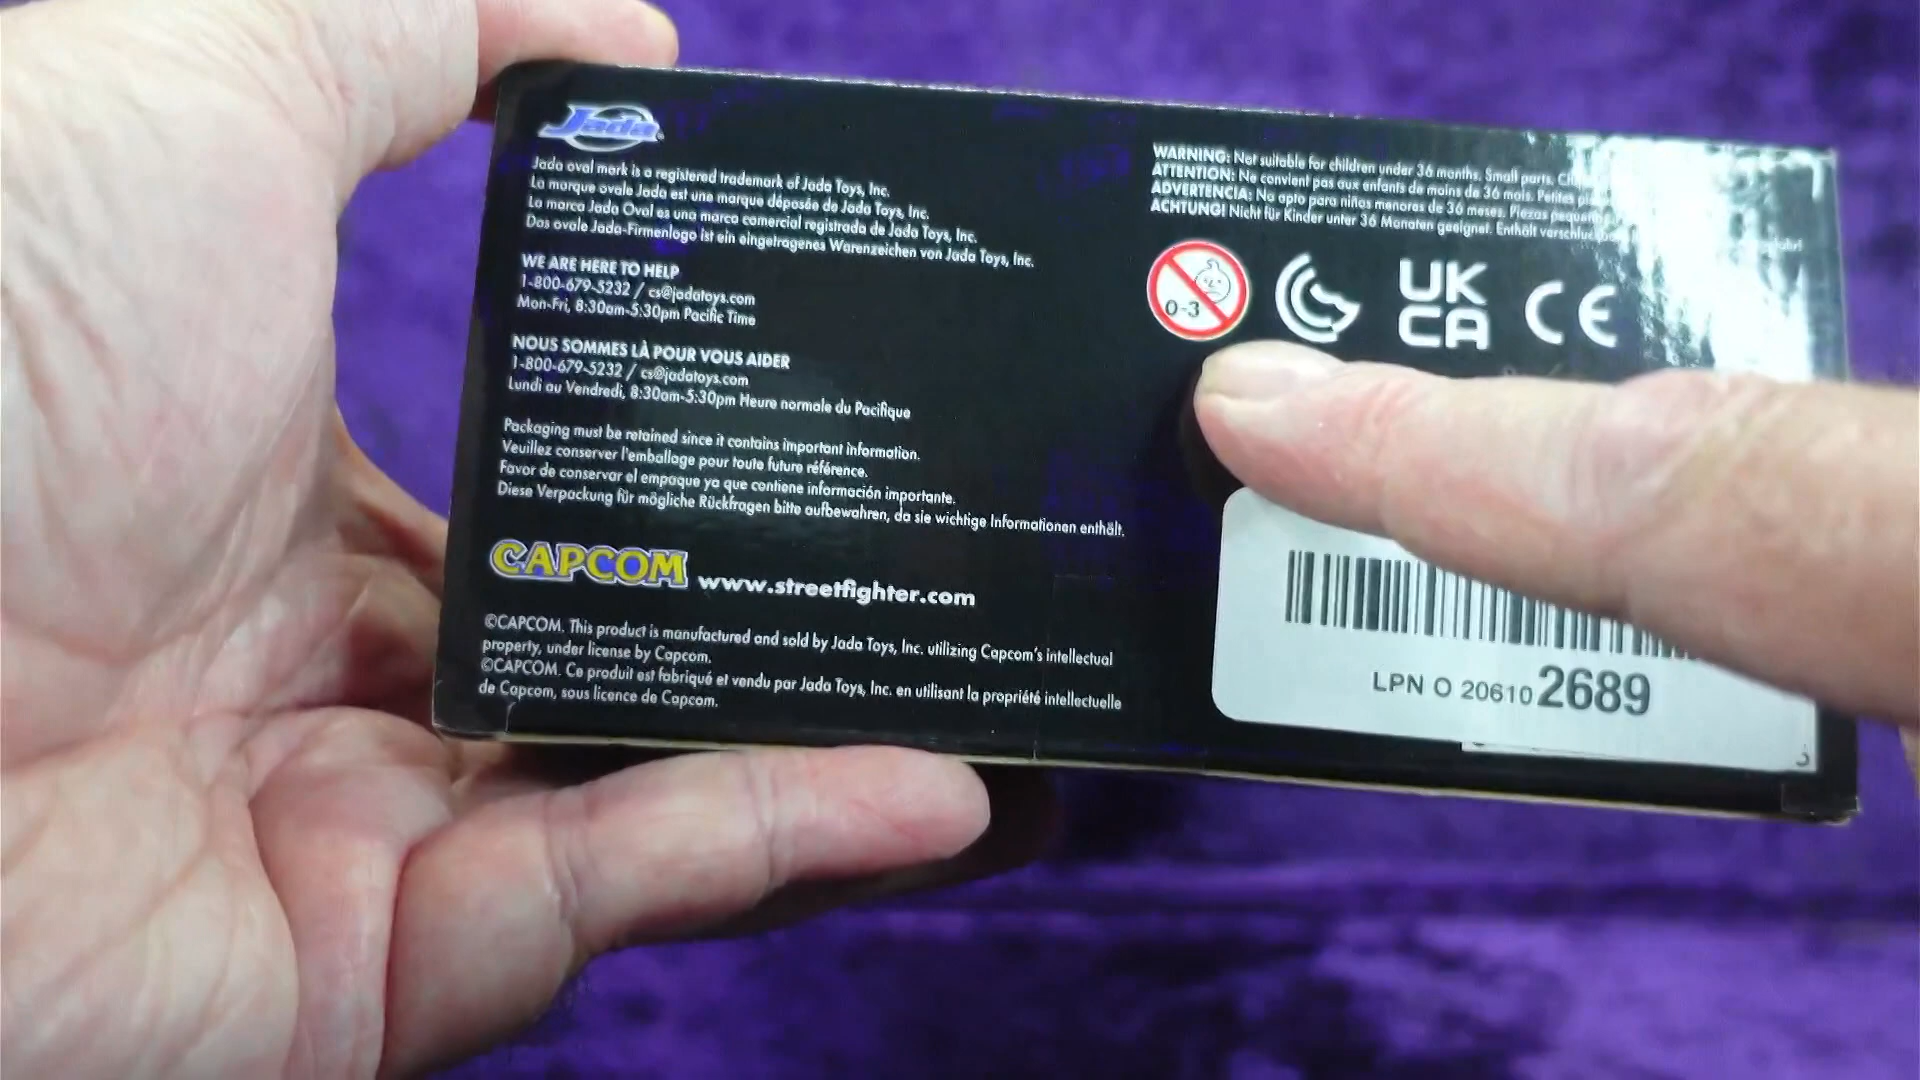 Jada
Jada oval mark is a registered trademark of Jada Toys, Inc.
La marque ovale Jada est une marque déposée de Jada Toys, Inc.
La marca Jada Oval es una marca comercial registrada de Jada Toys, Inc.
Das ovale Jada-Firmenlogo ist ein eingetragenes Warenzeichen von Jada Toys, Inc.
WE ARE HERE TO HELP
1-800-679-5232 / cs@jadatoys.com
Mon-Fri, 8:30am-5:30pm Pacific Time
NOUS SOMMES LÀ POUR VOUS AIDER
1-800-679-5232 / cs@jadatoys.com
Lundi au Vendredi, 8:30am-5:30pm Heure normale du Pacifique
Packaging must be retained since it contains important information.
Veuillez conserver l'emballage pour toute future référence.
Favor de conservar el empaque ya que contiene información importante.
Diese Verpackung für mögliche Rückfragen bitte aufbewahren, da sie wichtige Informationen enthält.
CAPCOM www.streetfighter.com
©CAPCOM. This product is manufactured and sold by Jada Toys, Inc. utilizing Capcom's intellectual
property, under license by Capcom.
©CAPCOM. Ce produit est fabriqué et vendu par Jada Toys, Inc. en utilisant la propriété intellectuelle
de Capcom, sous licence de Capcom.
WARNING: Not suitable for children under 36 months. Small parts.
ATTENTION: Ne convient pas aux enfants de moins de 36 mois. Petites
ADVERTENCIA: No apto para niños menores de 36 meses. Piezas
ACHTUNG! Nicht für Kinder unter 36 Monaten geeignet. Enthält
0-3
UK
CA
CE
LPN O 20610 2689